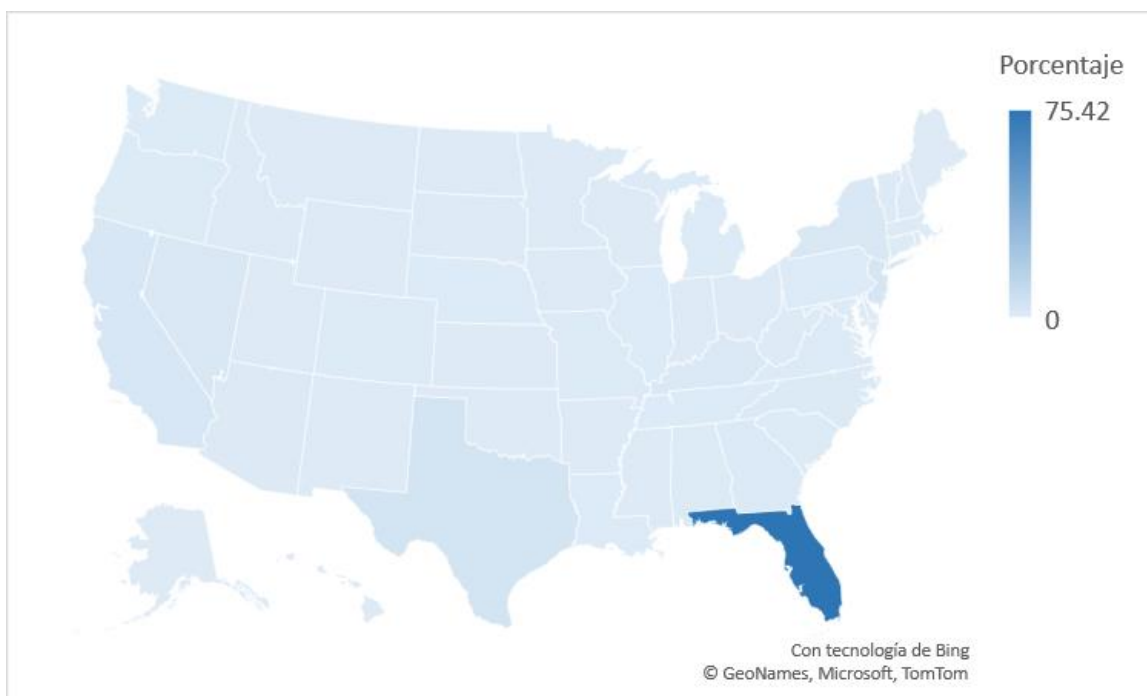 Porcentaje
75.42
0
Con tecnología de Bing
© GeoNames, Microsoft, TomTom